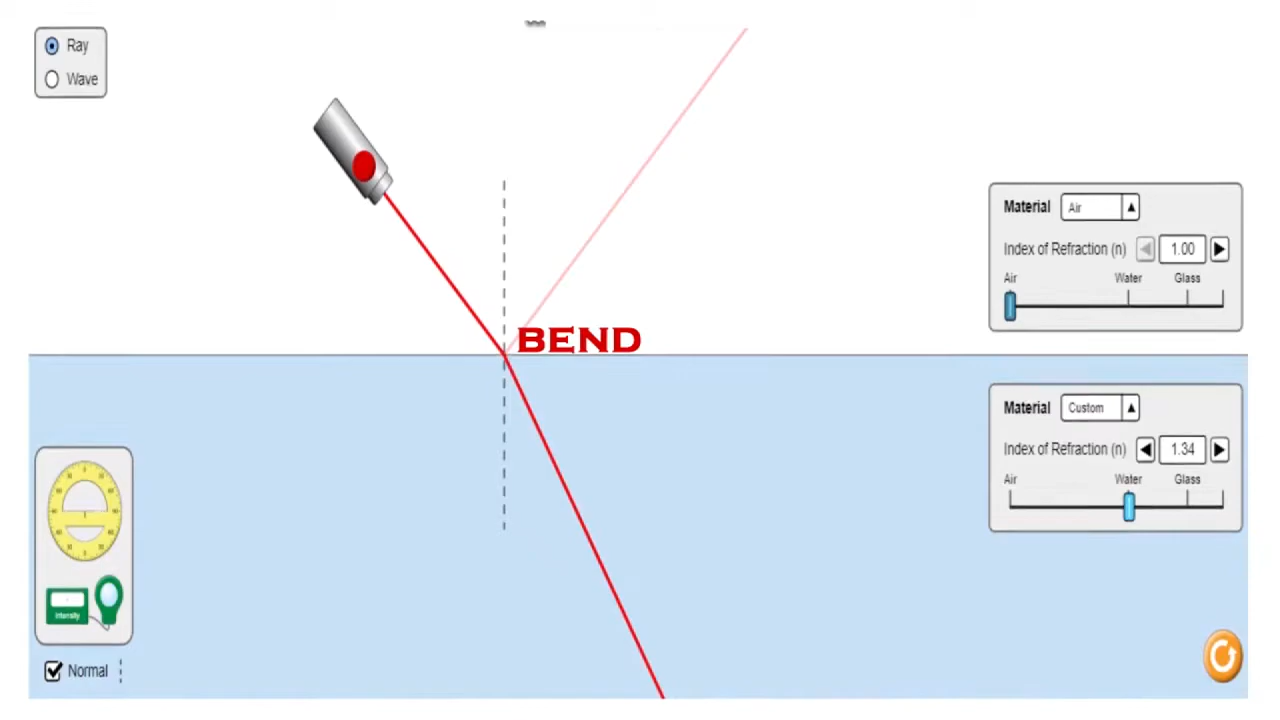 Ray
Wave
Material Air
Index of Refraction (n) 1.00
Air Water Glass
BEND
Material Custom
Index of Refraction (n) 1.34
Air Water Glass
Intensity
Normal